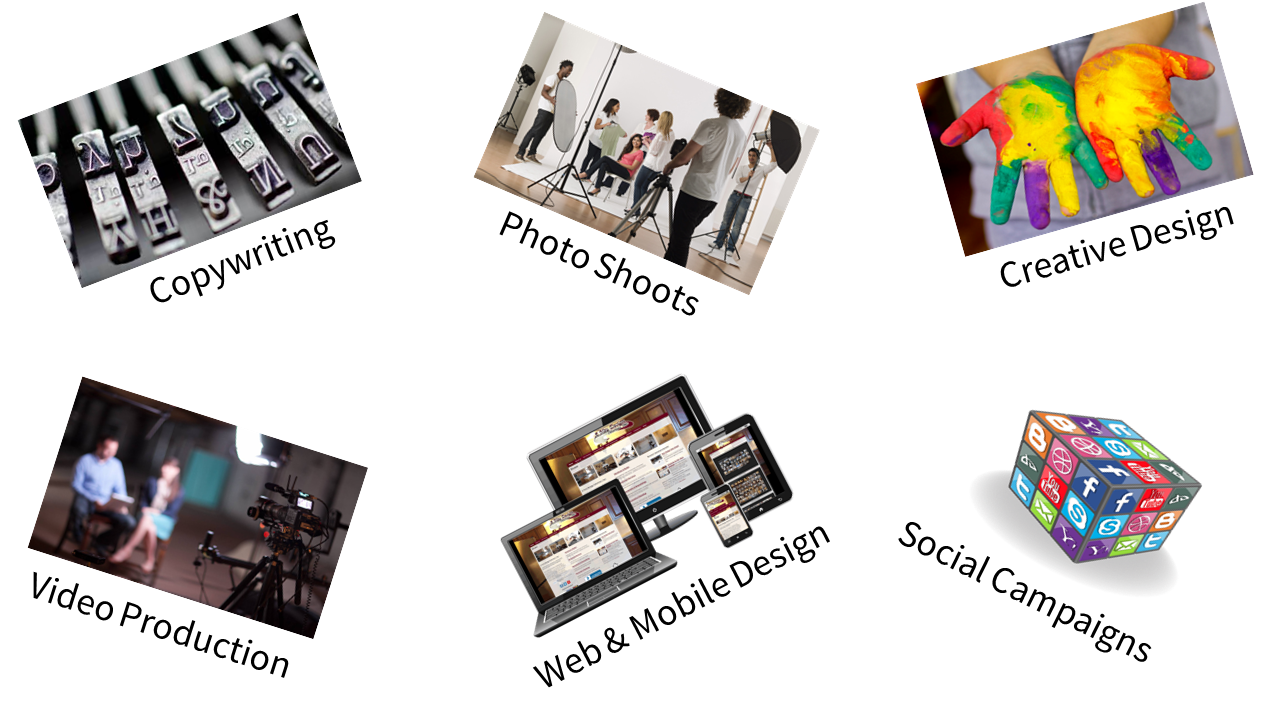 Copywriting
Photo Shoots
Creative Design
Video Production
Web & Mobile Design
Social Campaigns